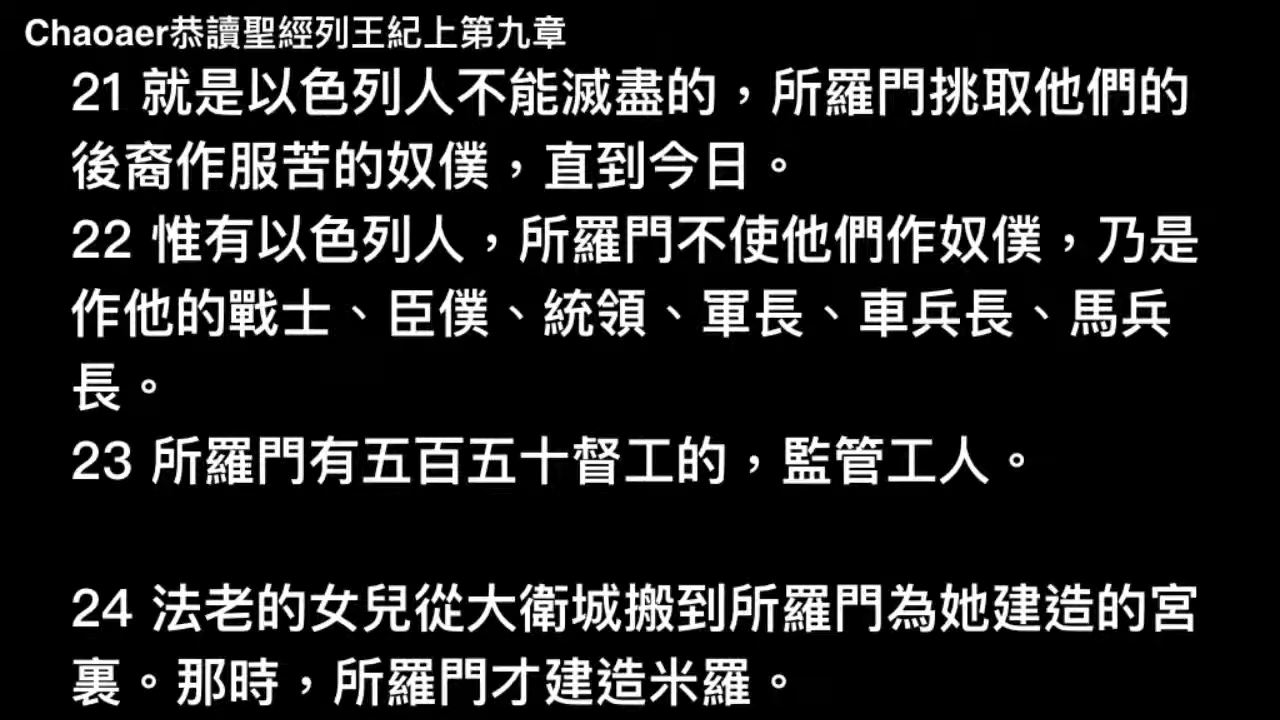 Chaoaer恭讀聖經列王紀上第九章
21 就是以色列人不能滅盡的，所羅門挑取他們的
後裔作服苦的奴僕，直到今日。
22 惟有以色列人，所羅門不使他們作奴僕，乃是
作他的戰士、臣僕、統領、軍長、車兵長、馬兵
長。
23 所羅門有五百五十督工的，監管工人。
24 法老的女兒從大衛城搬到所羅門為她建造的宮
裏。那時，所羅門才建造米羅。